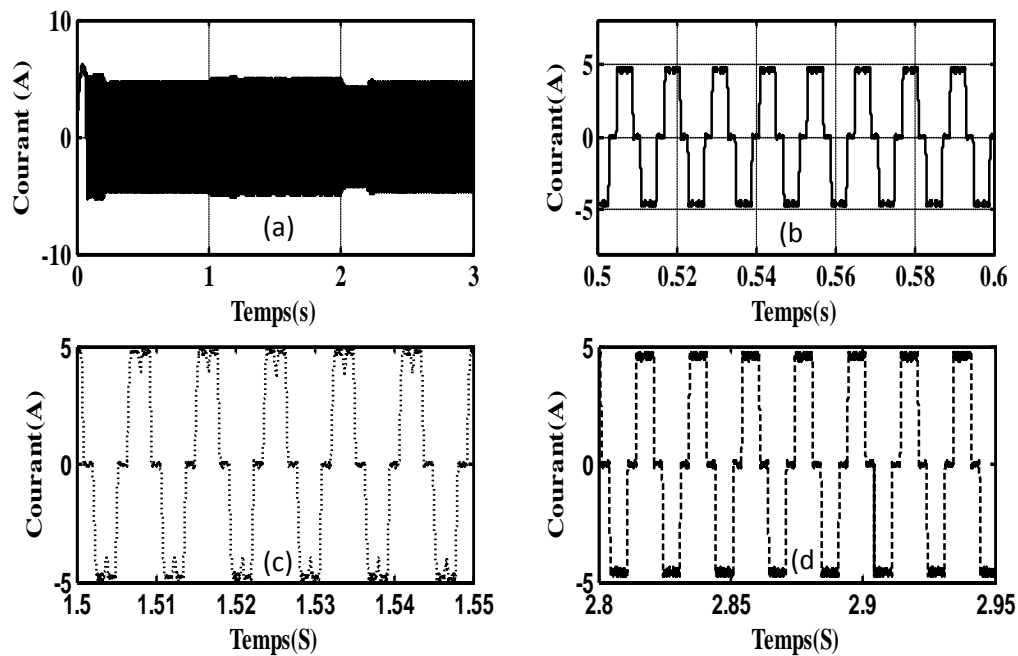 10
0
-10
Courant (A)
(a)
0
1
2
3
Temps(s)
5
0
-5
Courant(A)
(b
0.5
0.52
0.54
0.56
0.58
0.6
Temps(s)
5
0
-5
Courant(A)
(c)
1.5
1.51
1.52
1.53
1.54
1.55
Temps(S)
5
0
-5
Courant(A)
(d
2.8
2.85
2.9
2.95
Temps(S)